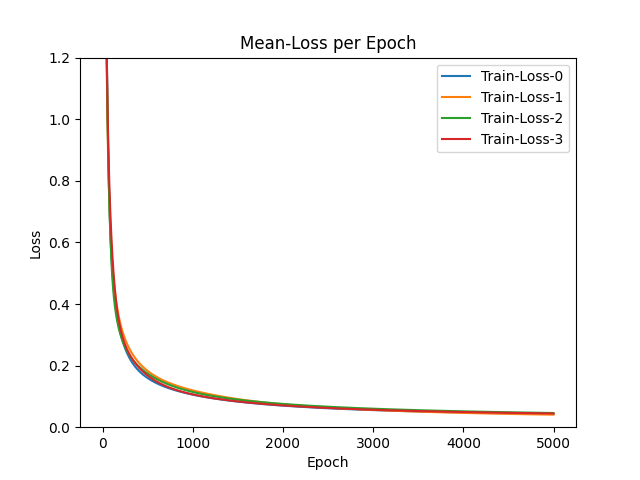 Mean-Loss per Epoch
1.2
1.0
0.8
0.6
0.4
0.2
0.0
Loss
Train-Loss-0
Train-Loss-1
Train-Loss-2
Train-Loss-3
0 1000 2000 3000 4000 5000
Epoch